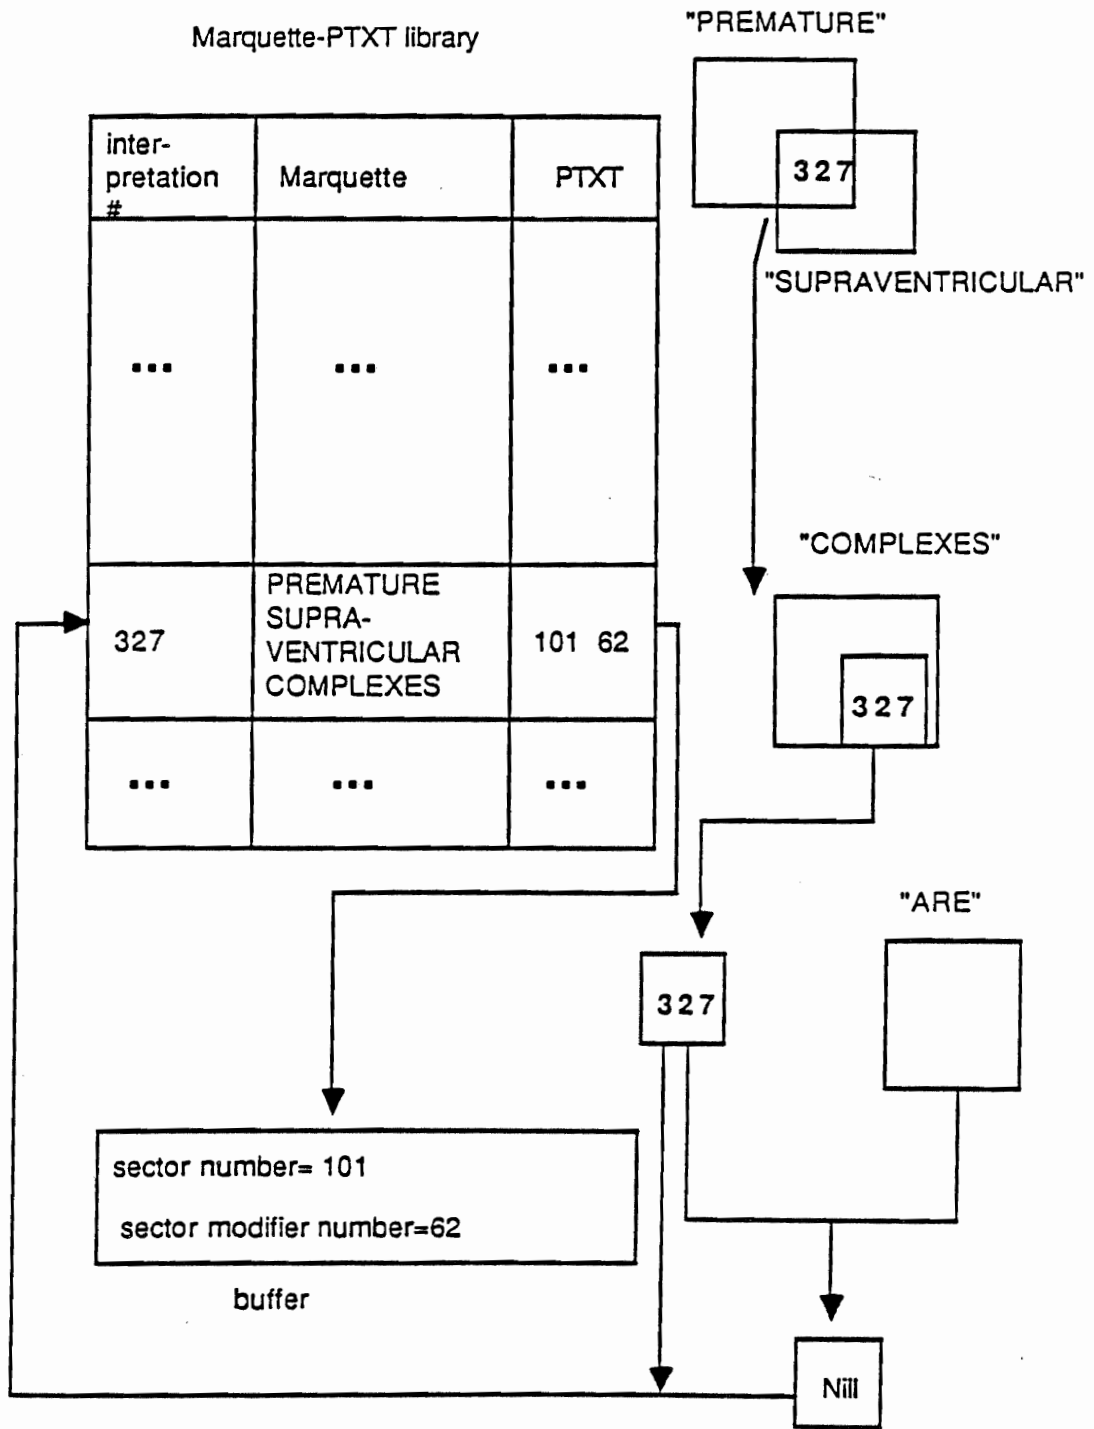 Marquette-PTXT library
"PREMATURE"
inter-
pretation
#
Marquette
PTXT
327
"SUPRAVENTRICULAR"
... ... ...
"COMPLEXES"
327
PREMATURE
SUPRA-
VENTRICULAR
COMPLEXES
101 62
327
... ... ...
"ARE"
327
sector number= 101
sector modifier number=62
buffer
Nill